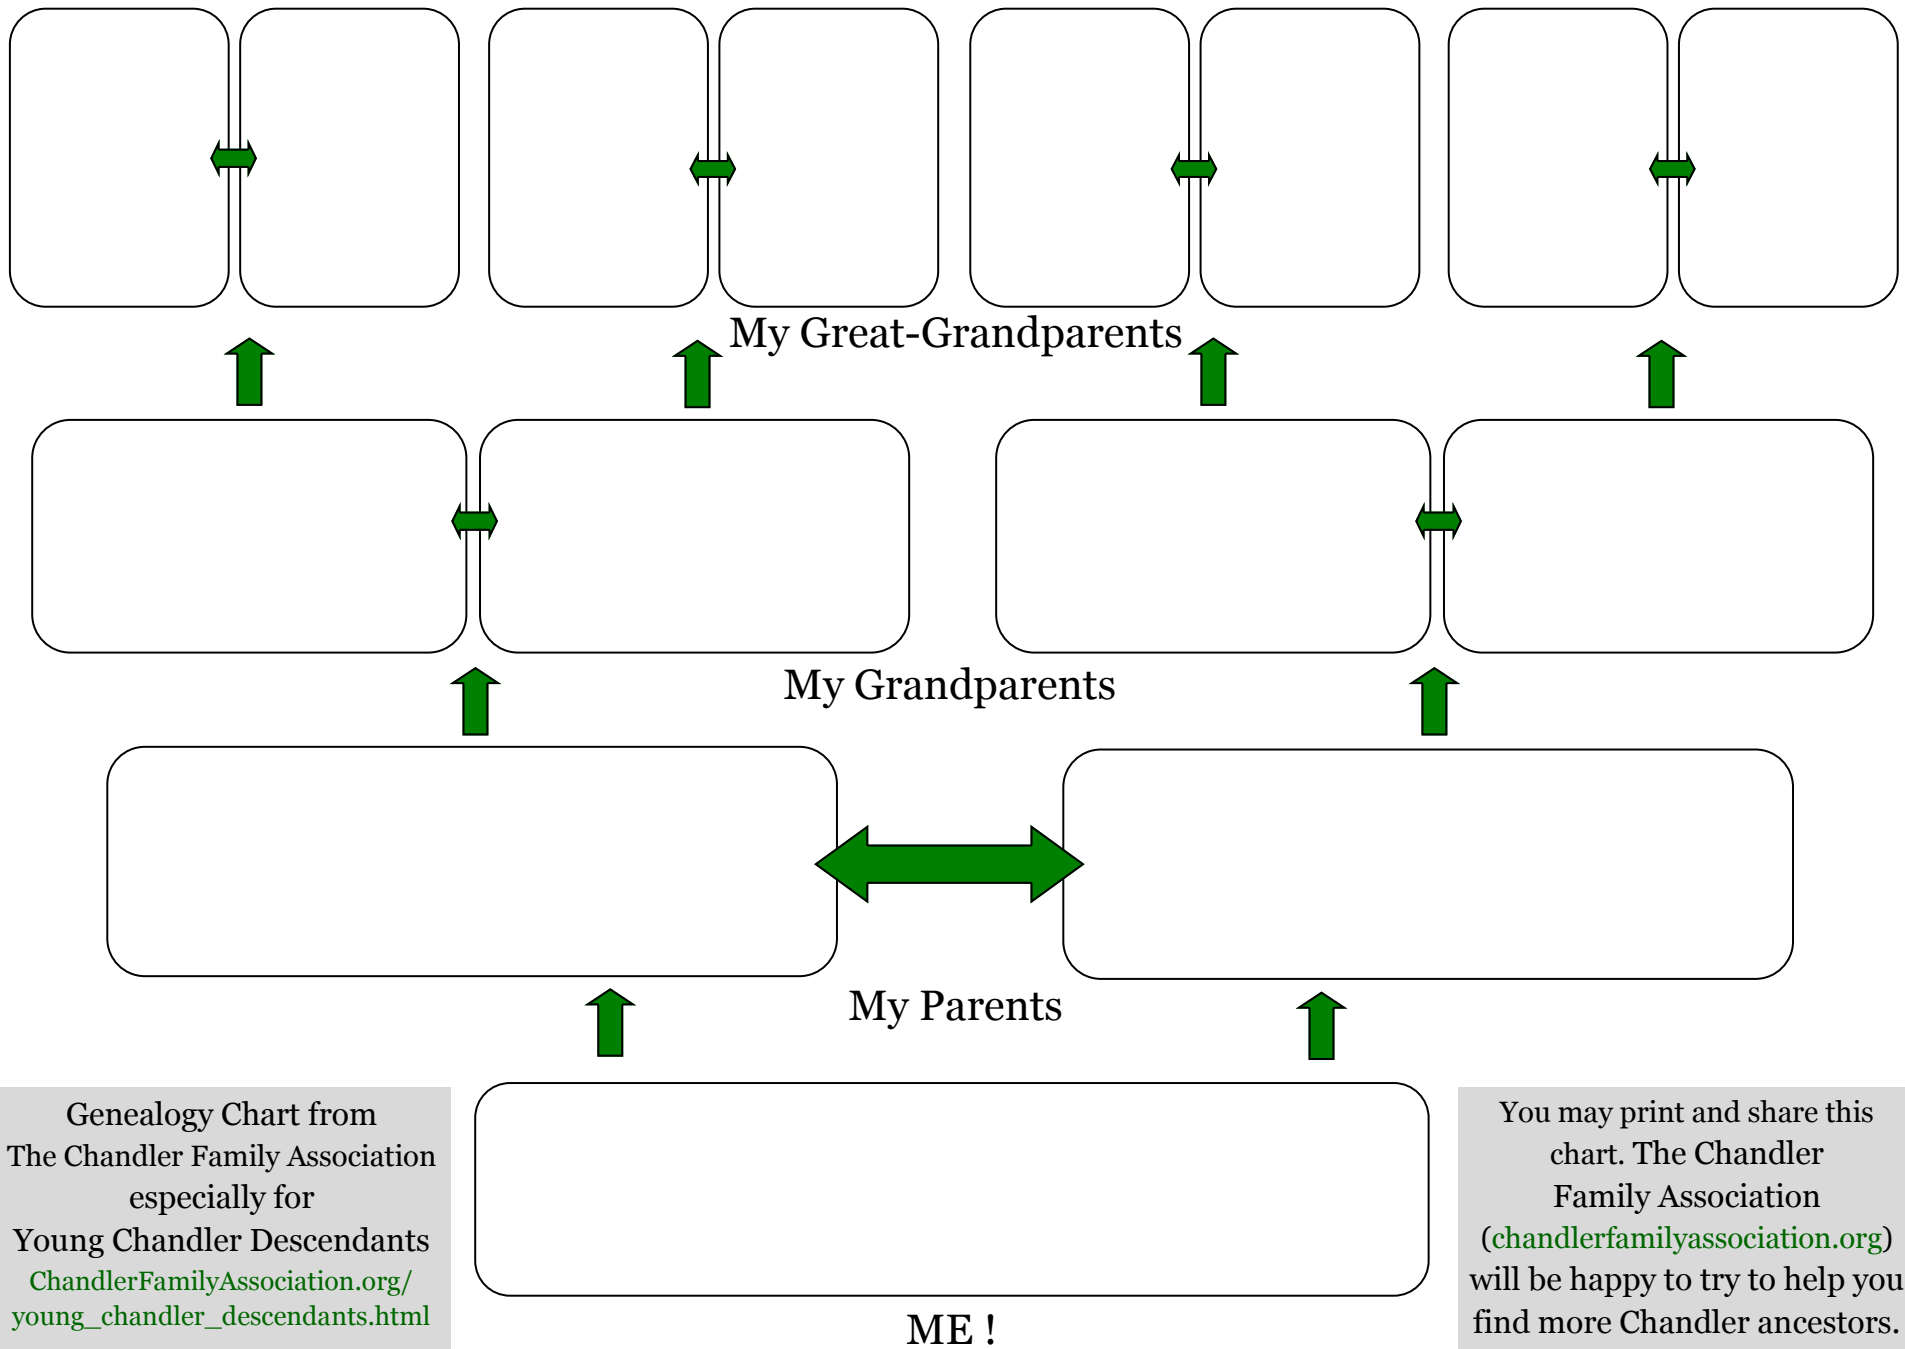 My Great-Grandparents
My Grandparents
My Parents
Genealogy Chart from
The Chandler Family Association
especially for
Young Chandler Descendants
ChandlerFamilyAssociation.org/
young_chandler_descendants.html
ME !
You may print and share this
chart. The Chandler
Family Association
(chandlerfamilyassociation.org)
will be happy to try to help you
find more Chandler ancestors.